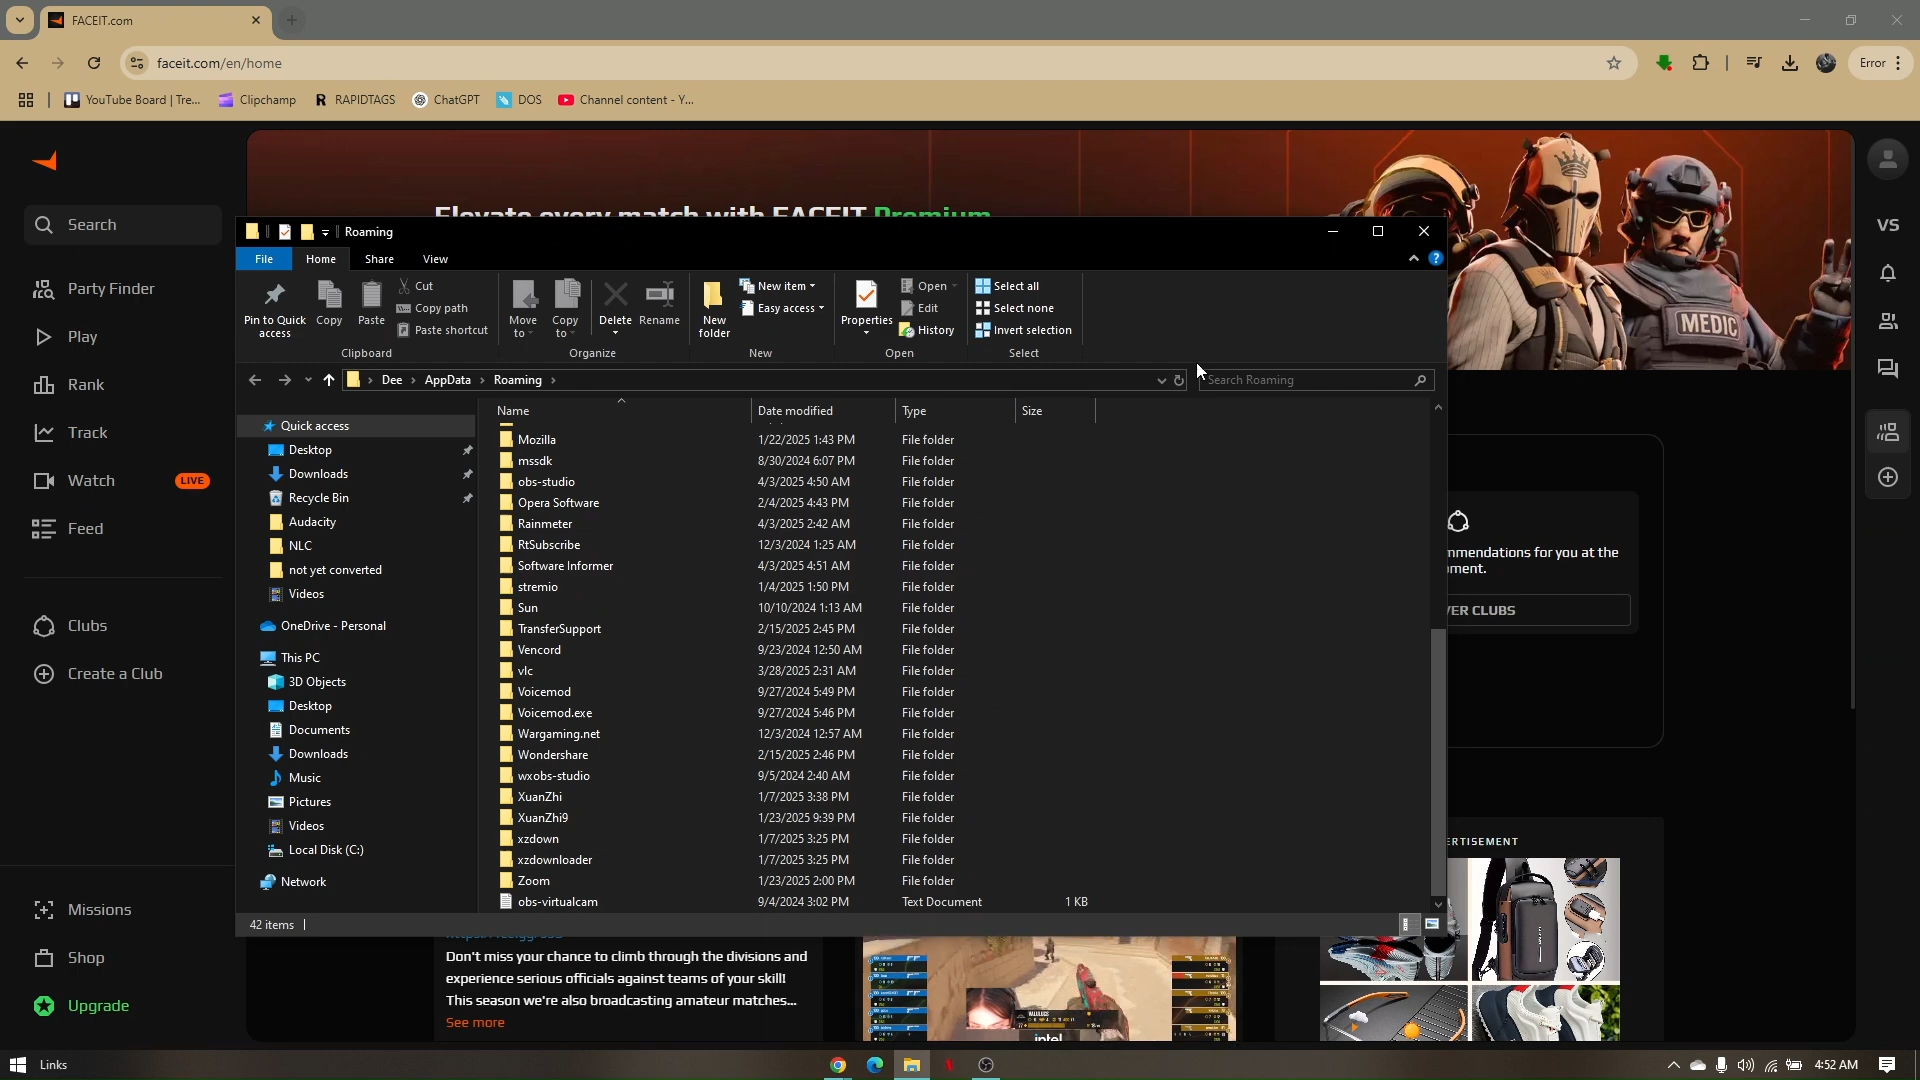 FACEIT.com
faceit.com/en/home
Error
YouTube Board | Tre...
Clipchamp
RAPIDTAGS
ChatGPT
DOS
Channel content - Y...
Search
Party Finder
Play
Rank
Track
Watch
LIVE
Feed
Clubs
Create a Club
Missions
Shop
Upgrade
Elevate every match with FACEIT Premium
MEDIC
VS
Roaming
File
Home
Share
View
Pin to Quick access
Copy
Paste
Cut
Copy path
Paste shortcut
Clipboard
Move to
Copy to
Delete
Rename
Organize
New folder
New item
Easy access
New
Properties
Open
Edit
History
Open
Select all
Select none
Invert selection
Select
Dee
AppData
Roaming
Search Roaming
Quick access
Desktop
Downloads
Recycle Bin
Audacity
NLC
not yet converted
Videos
OneDrive - Personal
This PC
3D Objects
Desktop
Documents
Downloads
Music
Pictures
Videos
Local Disk (C:)
Network
Name Date modified Type Size
Mozilla 1/22/2025 1:43 PM File folder
mssdk 8/30/2024 6:07 PM File folder
obs-studio 4/3/2025 4:50 AM File folder
Opera Software 2/4/2025 4:43 PM File folder
Rainmeter 4/3/2025 2:42 AM File folder
RtSubscribe 12/3/2024 1:25 AM File folder
Software Informer 4/3/2025 4:51 AM File folder
stremio 1/4/2025 1:50 PM File folder
Sun 10/10/2024 1:13 AM File folder
TransferSupport 2/15/2025 2:45 PM File folder
Vencord 9/23/2024 12:50 AM File folder
vlc 3/28/2025 2:31 AM File folder
Voicemod 9/27/2024 5:49 PM File folder
Voicemod.exe 9/27/2024 5:46 PM File folder
Wargaming.net 12/3/2024 12:57 AM File folder
Wondershare 2/15/2025 2:46 PM File folder
wxobs-studio 9/5/2024 2:40 AM File folder
XuanZhi 1/7/2025 3:38 PM File folder
XuanZhi9 1/23/2025 9:39 PM File folder
xzdown 1/7/2025 3:25 PM File folder
xzdownloader 1/7/2025 3:25 PM File folder
Zoom 1/23/2025 2:00 PM File folder
obs-virtualcam 9/4/2024 3:02 PM Text Document 1 KB
42 items
mmendations for you at the
ment.
VER CLUBS
ERTISEMENT
Don't miss your chance to climb through the divisions and
experience serious officials against teams of your skill!
This season we're also broadcasting amateur matches...
See more
intel
Links
4:52 AM